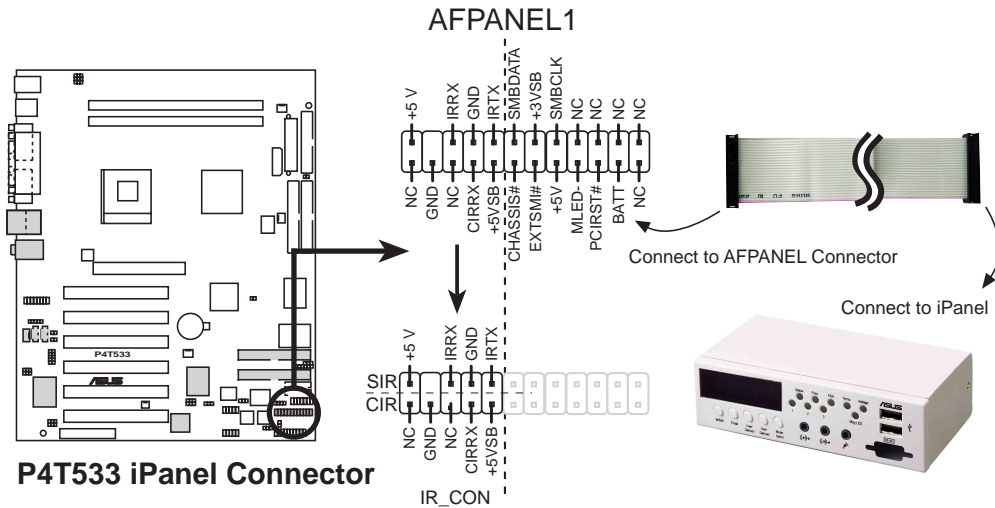 AFPANEL1
+5 V
IRRX
GND
IRTX
SMBDATA
+3VSB
SMBCLK
NC
NC
NC
NC
NC
GND
NC
CIRRX
+5VSB
CHASSIS#
EXTSMI#
+5V
MLED-
PCIRST#
BATT
NC
Connect to AFPANEL Connector
Connect to iPanel
P4T533
ASUS
+5 V
IRRX
GND
IRTX
SIR
CIR
NC
GND
NC
CIRRX
+5VSB
ASUS
P4T533 iPanel Connector
IR_CON